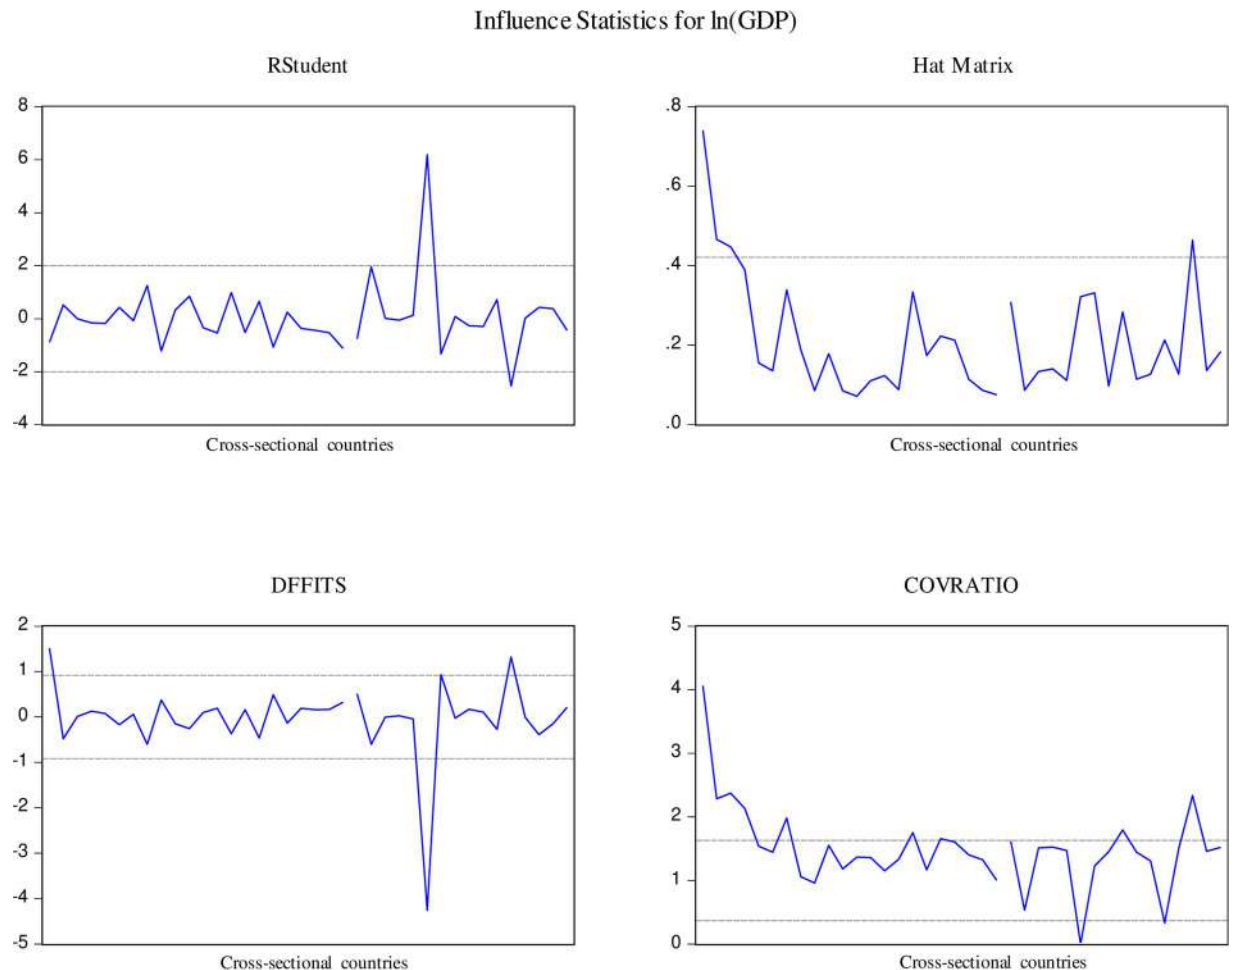 Influence Statistics for ln(GDP)
RStudent
8
6
4
2
0
-2
-4
Cross-sectional countries
Hat Matrix
.8
.6
.4
.2
.0
Cross-sectional countries
DFFITS
2
1
0
-1
-2
-3
-4
-5
Cross-sectional countries
COVRATIO
5
4
3
2
1
0
Cross-sectional countries